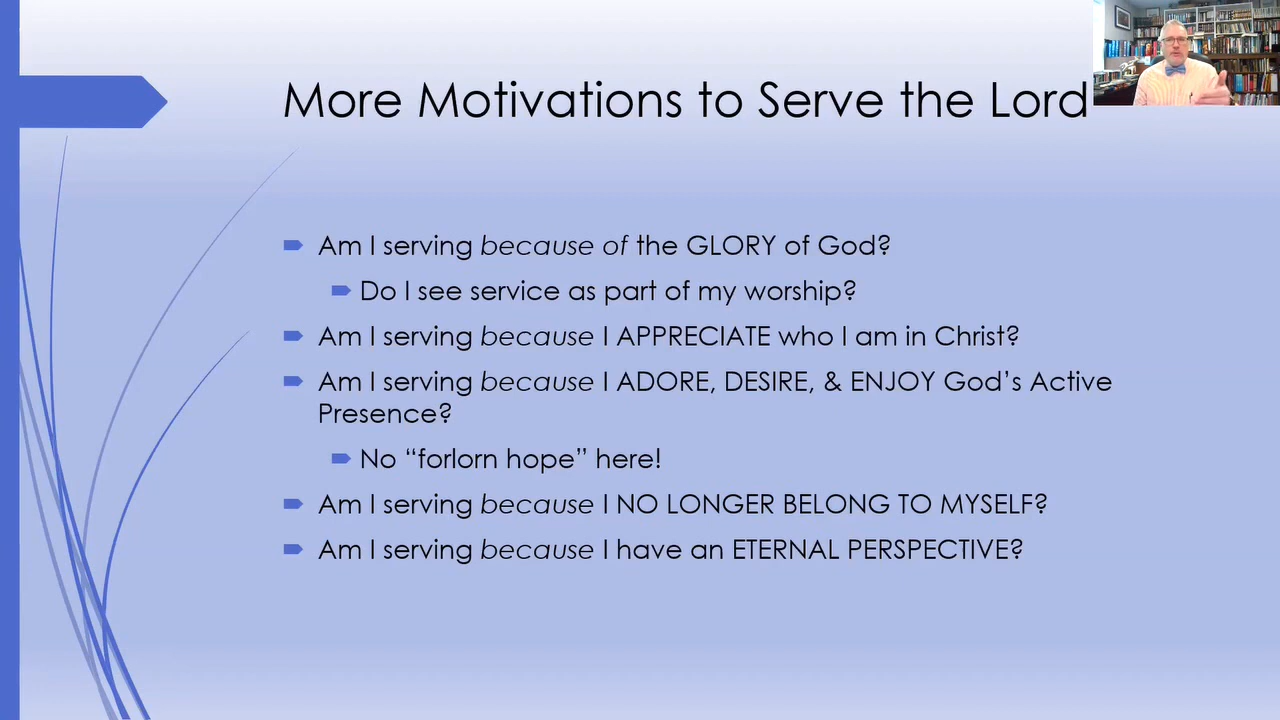 More Motivations to Serve the Lord
Am I serving because of the GLORY of God?
Do I see service as part of my worship?
Am I serving because I APPRECIATE who I am in Christ?
Am I serving because I ADORE, DESIRE, & ENJOY God’s Active
Presence?
No “forlorn hope” here!
Am I serving because I NO LONGER BELONG TO MYSELF?
Am I serving because I have an ETERNAL PERSPECTIVE?